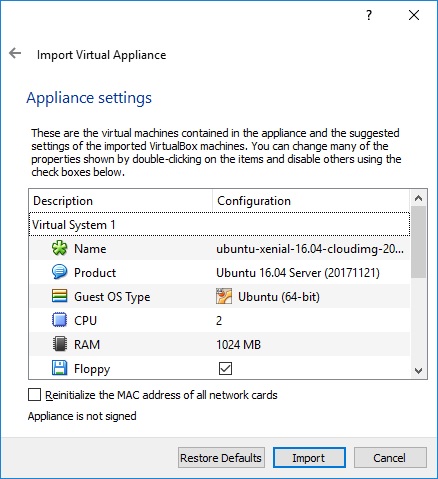 ?
Import Virtual Appliance
Appliance settings
These are the virtual machines contained in the appliance and the suggested
settings of the imported VirtualBox machines. You can change many of the
properties shown by double-clicking on the items and disable others using the
check boxes below.
Description Configuration
Virtual System 1
Name ubuntu-xenial-16.04-cloudimg-20...
Product Ubuntu 16.04 Server (20171121)
Guest OS Type Ubuntu (64-bit)
CPU 2
RAM 1024 MB
Floppy
Reinitialize the MAC address of all network cards
Appliance is not signed
Restore Defaults Import Cancel